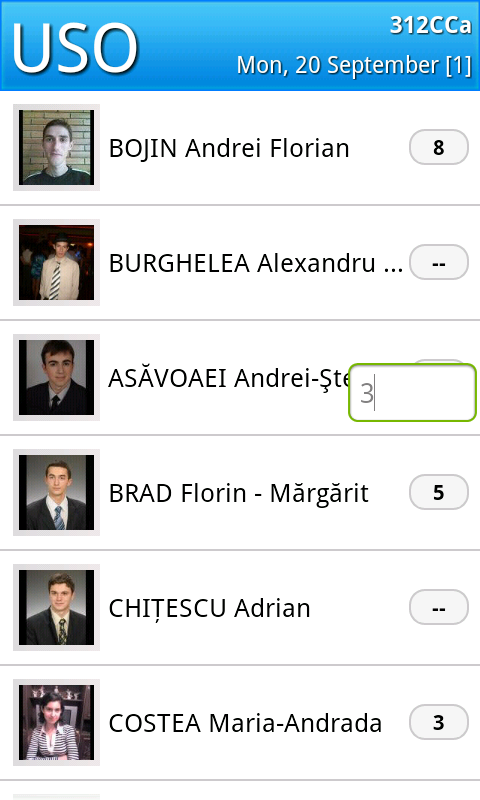 USO
312CCa
Mon, 20 September [1]
BOJIN Andrei Florian 8
BURGHELEA Alexandru ... --
ASĂVOAEI Andrei-Şte 3
BRAD Florin - Mărgărit 5
CHIȚESCU Adrian --
COSTEA Maria-Andrada 3